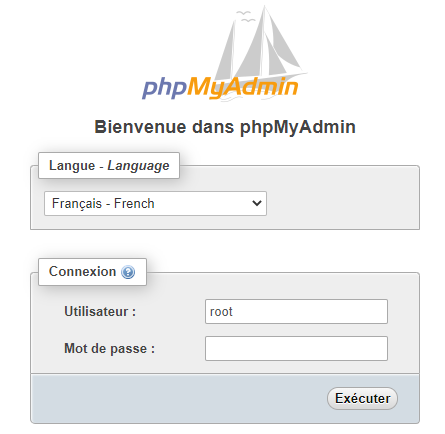 phpMyAdmin
Bienvenue dans phpMyAdmin
Langue - Language
Français - French
Connexion
Utilisateur :
root
Mot de passe :
Exécuter